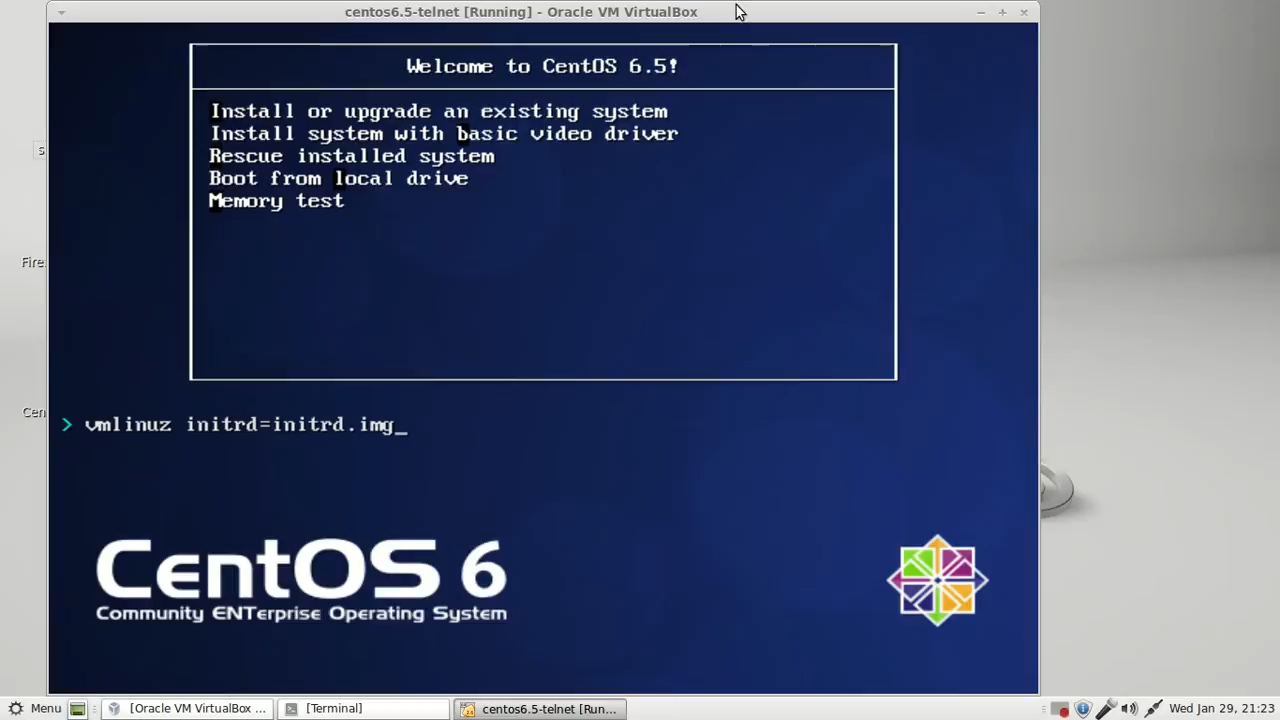 centos6.5-telnet [Running] - Oracle VM VirtualBox
Welcome to CentOS 6.5!
Install or upgrade an existing system
Install system with basic video driver
Rescue installed system
Boot from local drive
Memory test
s
Fire
Cen
> vmlinuz initrd=initrd.img_
CentOS 6
Community ENTerprise Operating System
Menu [Oracle VM VirtualBox ... [Terminal] centos6.5-telnet [Run... Wed Jan 29, 21:23